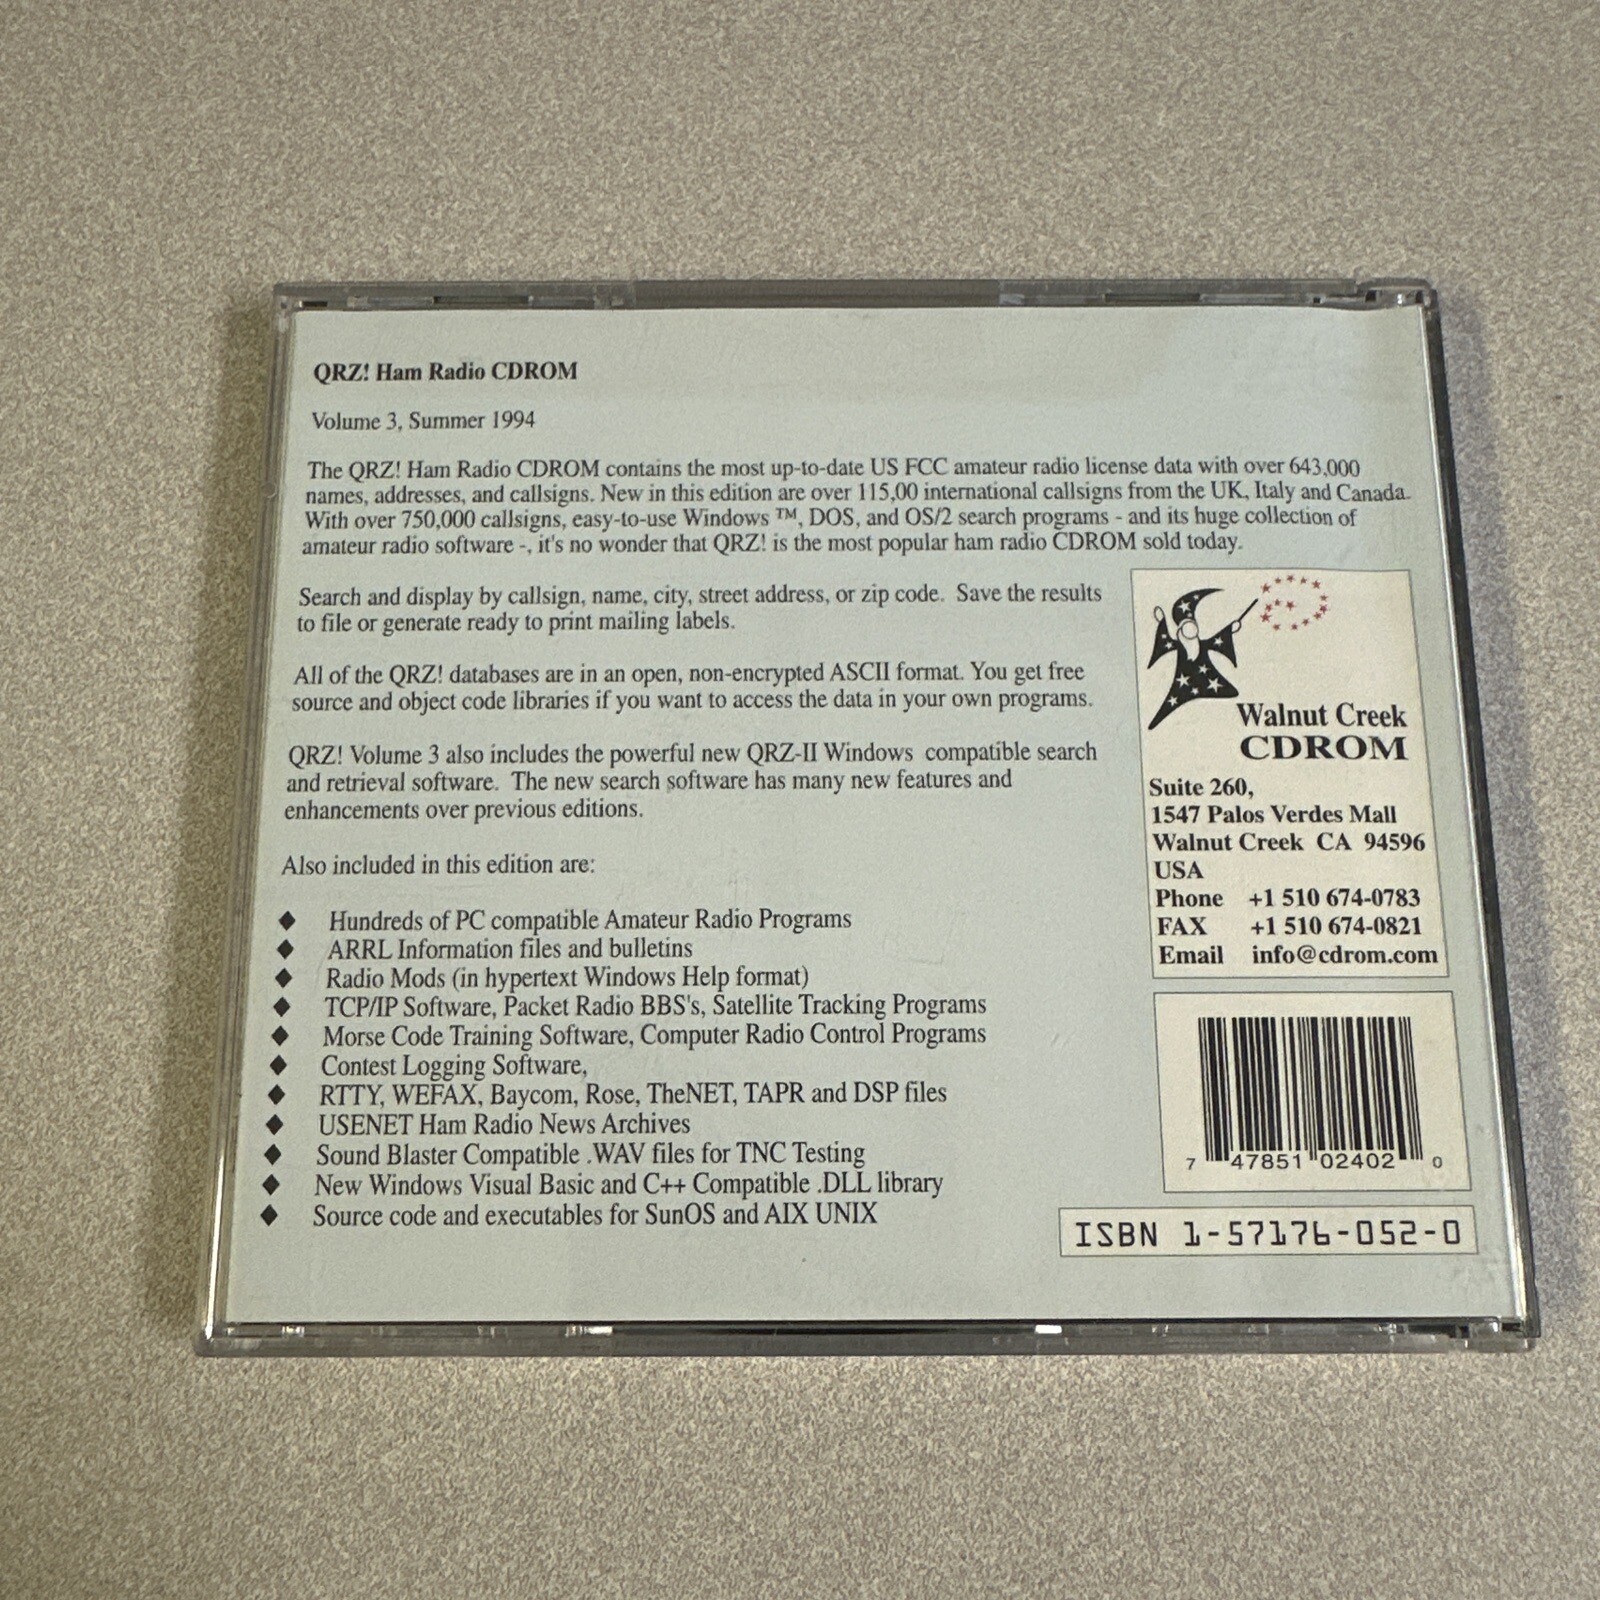 QRZ! Ham Radio CDROM
Volume 3, Summer 1994
The QRZ! Ham Radio CDROM contains the most up-to-date US FCC amateur radio license data with over 643,000
names, addresses, and callsigns. New in this edition are over 115,00 international callsigns from the UK, Italy and Canada.
With over 750,000 callsigns, easy-to-use Windows ™, DOS, and OS/2 search programs - and its huge collection of
amateur radio software -, it's no wonder that QRZ! is the most popular ham radio CDROM sold today.
Search and display by callsign, name, city, street address, or zip code. Save the results
to file or generate ready to print mailing labels.
All of the QRZ! databases are in an open, non-encrypted ASCII format. You get free
source and object code libraries if you want to access the data in your own programs.
QRZ! Volume 3 also includes the powerful new QRZ-II Windows compatible search
and retrieval software. The new search software has many new features and
enhancements over previous editions.
Also included in this edition are:
◆ Hundreds of PC compatible Amateur Radio Programs
◆ ARRL Information files and bulletins
◆ Radio Mods (in hypertext Windows Help format)
◆ TCP/IP Software, Packet Radio BBS's, Satellite Tracking Programs
◆ Morse Code Training Software, Computer Radio Control Programs
◆ Contest Logging Software,
◆ RTTY, WEFAX, Baycom, Rose, TheNET, TAPR and DSP files
◆ USENET Ham Radio News Archives
◆ Sound Blaster Compatible .WAV files for TNC Testing
◆ New Windows Visual Basic and C++ Compatible .DLL library
◆ Source code and executables for SunOS and AIX UNIX
Walnut Creek
CDROM
Suite 260,
1547 Palos Verdes Mall
Walnut Creek CA 94596
USA
Phone +1 510 674-0783
FAX +1 510 674-0821
Email info@cdrom.com
7 47851 02402 0
ISBN 1-57176-052-0